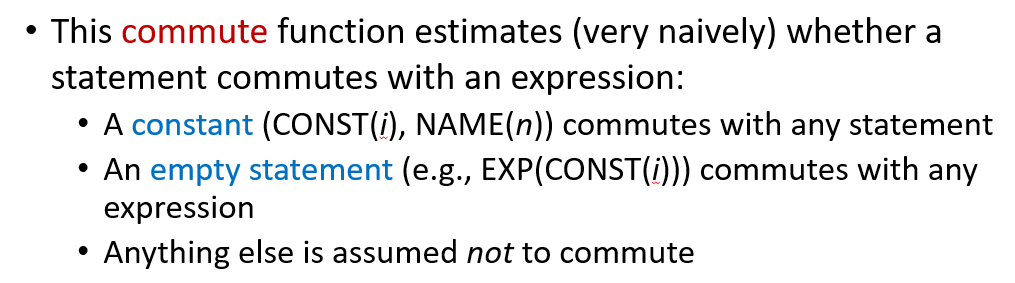 • This commute function estimates (very naively) whether a
statement commutes with an expression:
• A constant (CONST(i), NAME(n)) commutes with any statement
• An empty statement (e.g., EXP(CONST(i))) commutes with any
expression
• Anything else is assumed not to commute